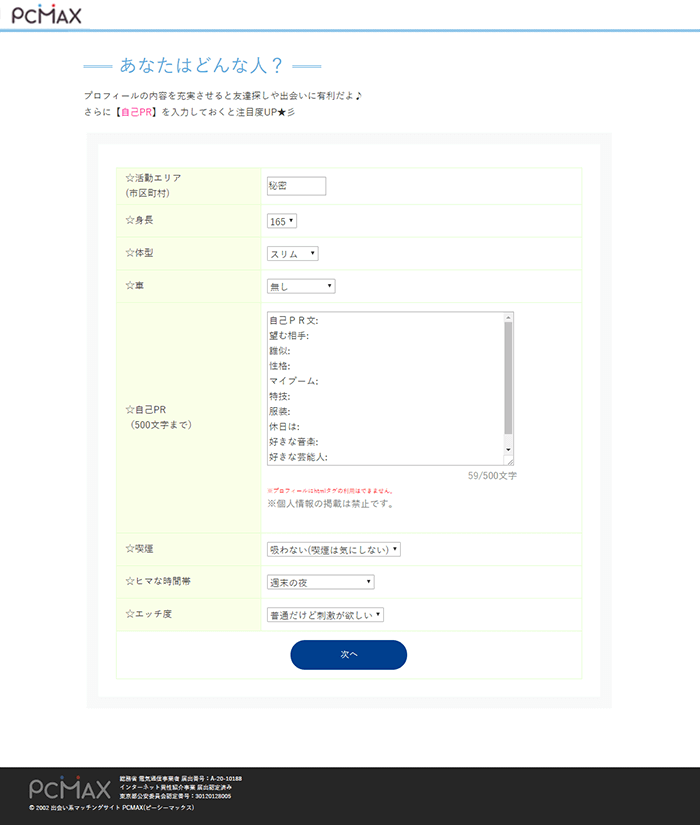 PCMAX
あなたはどんな人？
プロフィールの内容を充実させると友達探しや出会いに有利だよ♪
さらに【自己PR】を入力しておくと注目度UP★彡
☆活動エリア
(市区町村)
秘密
☆身長
165
☆体型
スリム
☆車
無し
☆自己PR
（500文字まで）
自己ＰＲ文:
望む相手:
誰似:
性格:
マイブーム:
特技:
服装:
休日は:
好きな音楽:
好きな芸能人:
59/500文字
※プロフィールにhtmlタグの利用はできません。
※個人情報の掲載は禁止です。
☆喫煙
吸わない(喫煙は気にしない)
☆ヒマな時間帯
週末の夜
☆エッチ度
普通だけど刺激が欲しい
次へ
PCMAX
総務省 電気通信事業者 届出番号：A-20-10188
インターネット異性紹介事業 届出認定済み
東京都公安委員会認定番号：30120128005
© 2002 出会い系マッチングサイト PCMAX(ピーシーマックス)